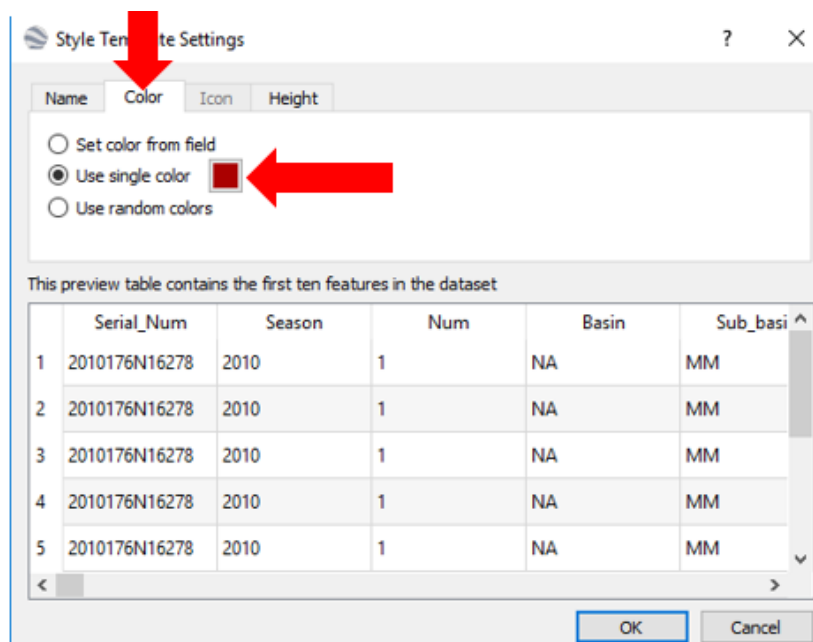 Style Template Settings ? ×
Name Color Icon Height
Set color from field
Use single color
Use random colors
This preview table contains the first ten features in the dataset
Serial_Num Season Num Basin Sub_basi
1 2010176N16278 2010 1 NA MM
2 2010176N16278 2010 1 NA MM
3 2010176N16278 2010 1 NA MM
4 2010176N16278 2010 1 NA MM
5 2010176N16278 2010 1 NA MM
OK Cancel